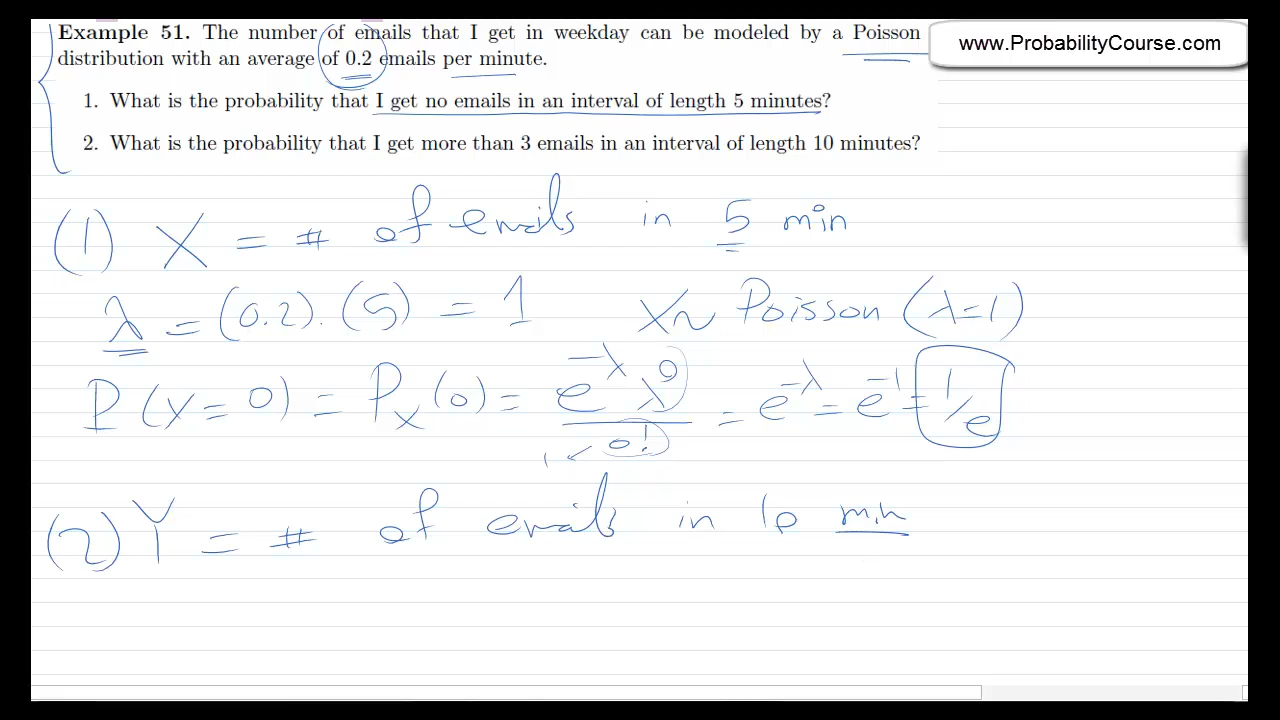 Example 51. The number of emails that I get in weekday can be modeled by a Poisson
distribution with an average of 0.2 emails per minute.
www.ProbabilityCourse.com
1. What is the probability that I get no emails in an interval of length 5 minutes?
2. What is the probability that I get more than 3 emails in an interval of length 10 minutes?
(1) X = # of emails in 5 min
λ = (0.2).(5) = 1 X ~ Poisson (λ=1)
P(X=0) = P_X(0) = e^{-λ} λ^0 / 0! = e^{-λ} = e^{-1} = 1/e
1 ←
(2) Y = # of emails in 10 min